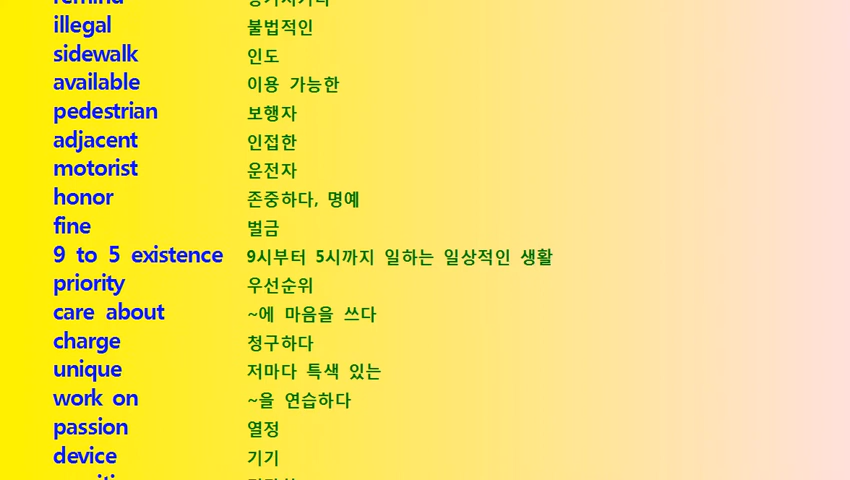 remind
illegal 불법적인
sidewalk 인도
available 이용 가능한
pedestrian 보행자
adjacent 인접한
motorist 운전자
honor 존중하다, 명예
fine 벌금
9 to 5 existence 9시부터 5시까지 일하는 일상적인 생활
priority 우선순위
care about ~에 마음을 쓰다
charge 청구하다
unique 저마다 특색 있는
work on ~을 연습하다
passion 열정
device 기기